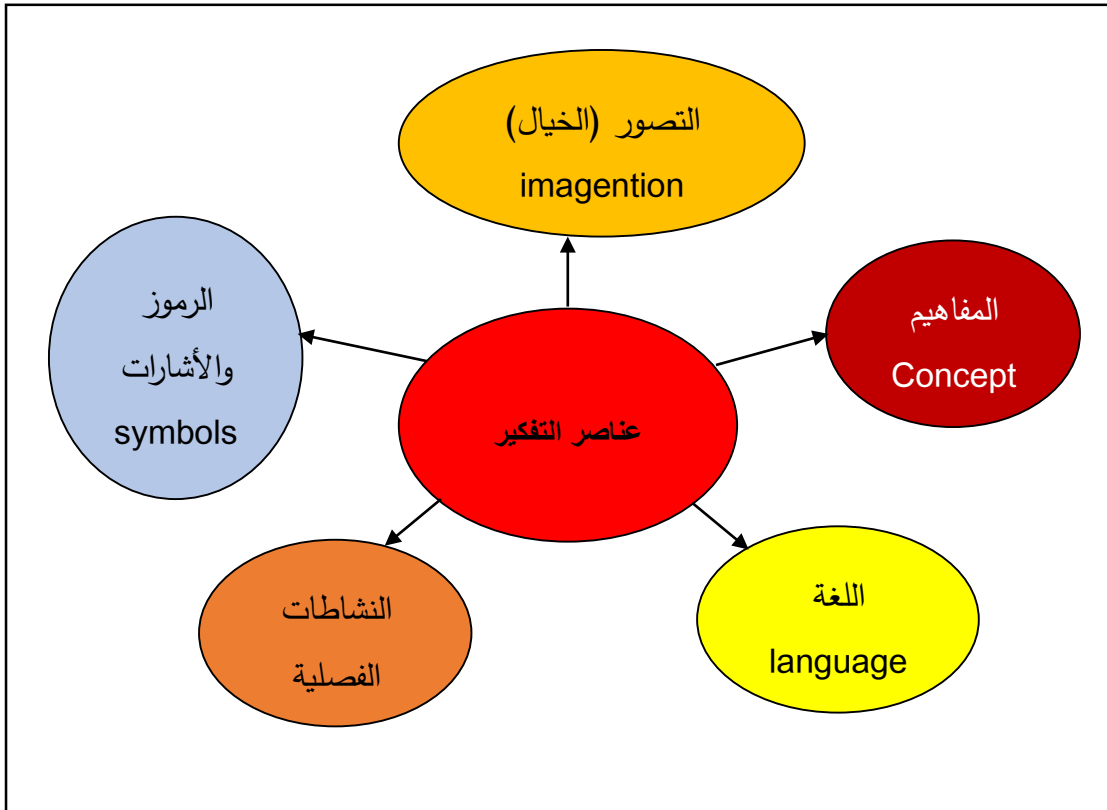 التصور (الخيال)
imagention
المفاهيم
Concept
الرموز
والأشارات
symbols
عناصر التفكير
اللغة
language
النشاطات
الفصلية